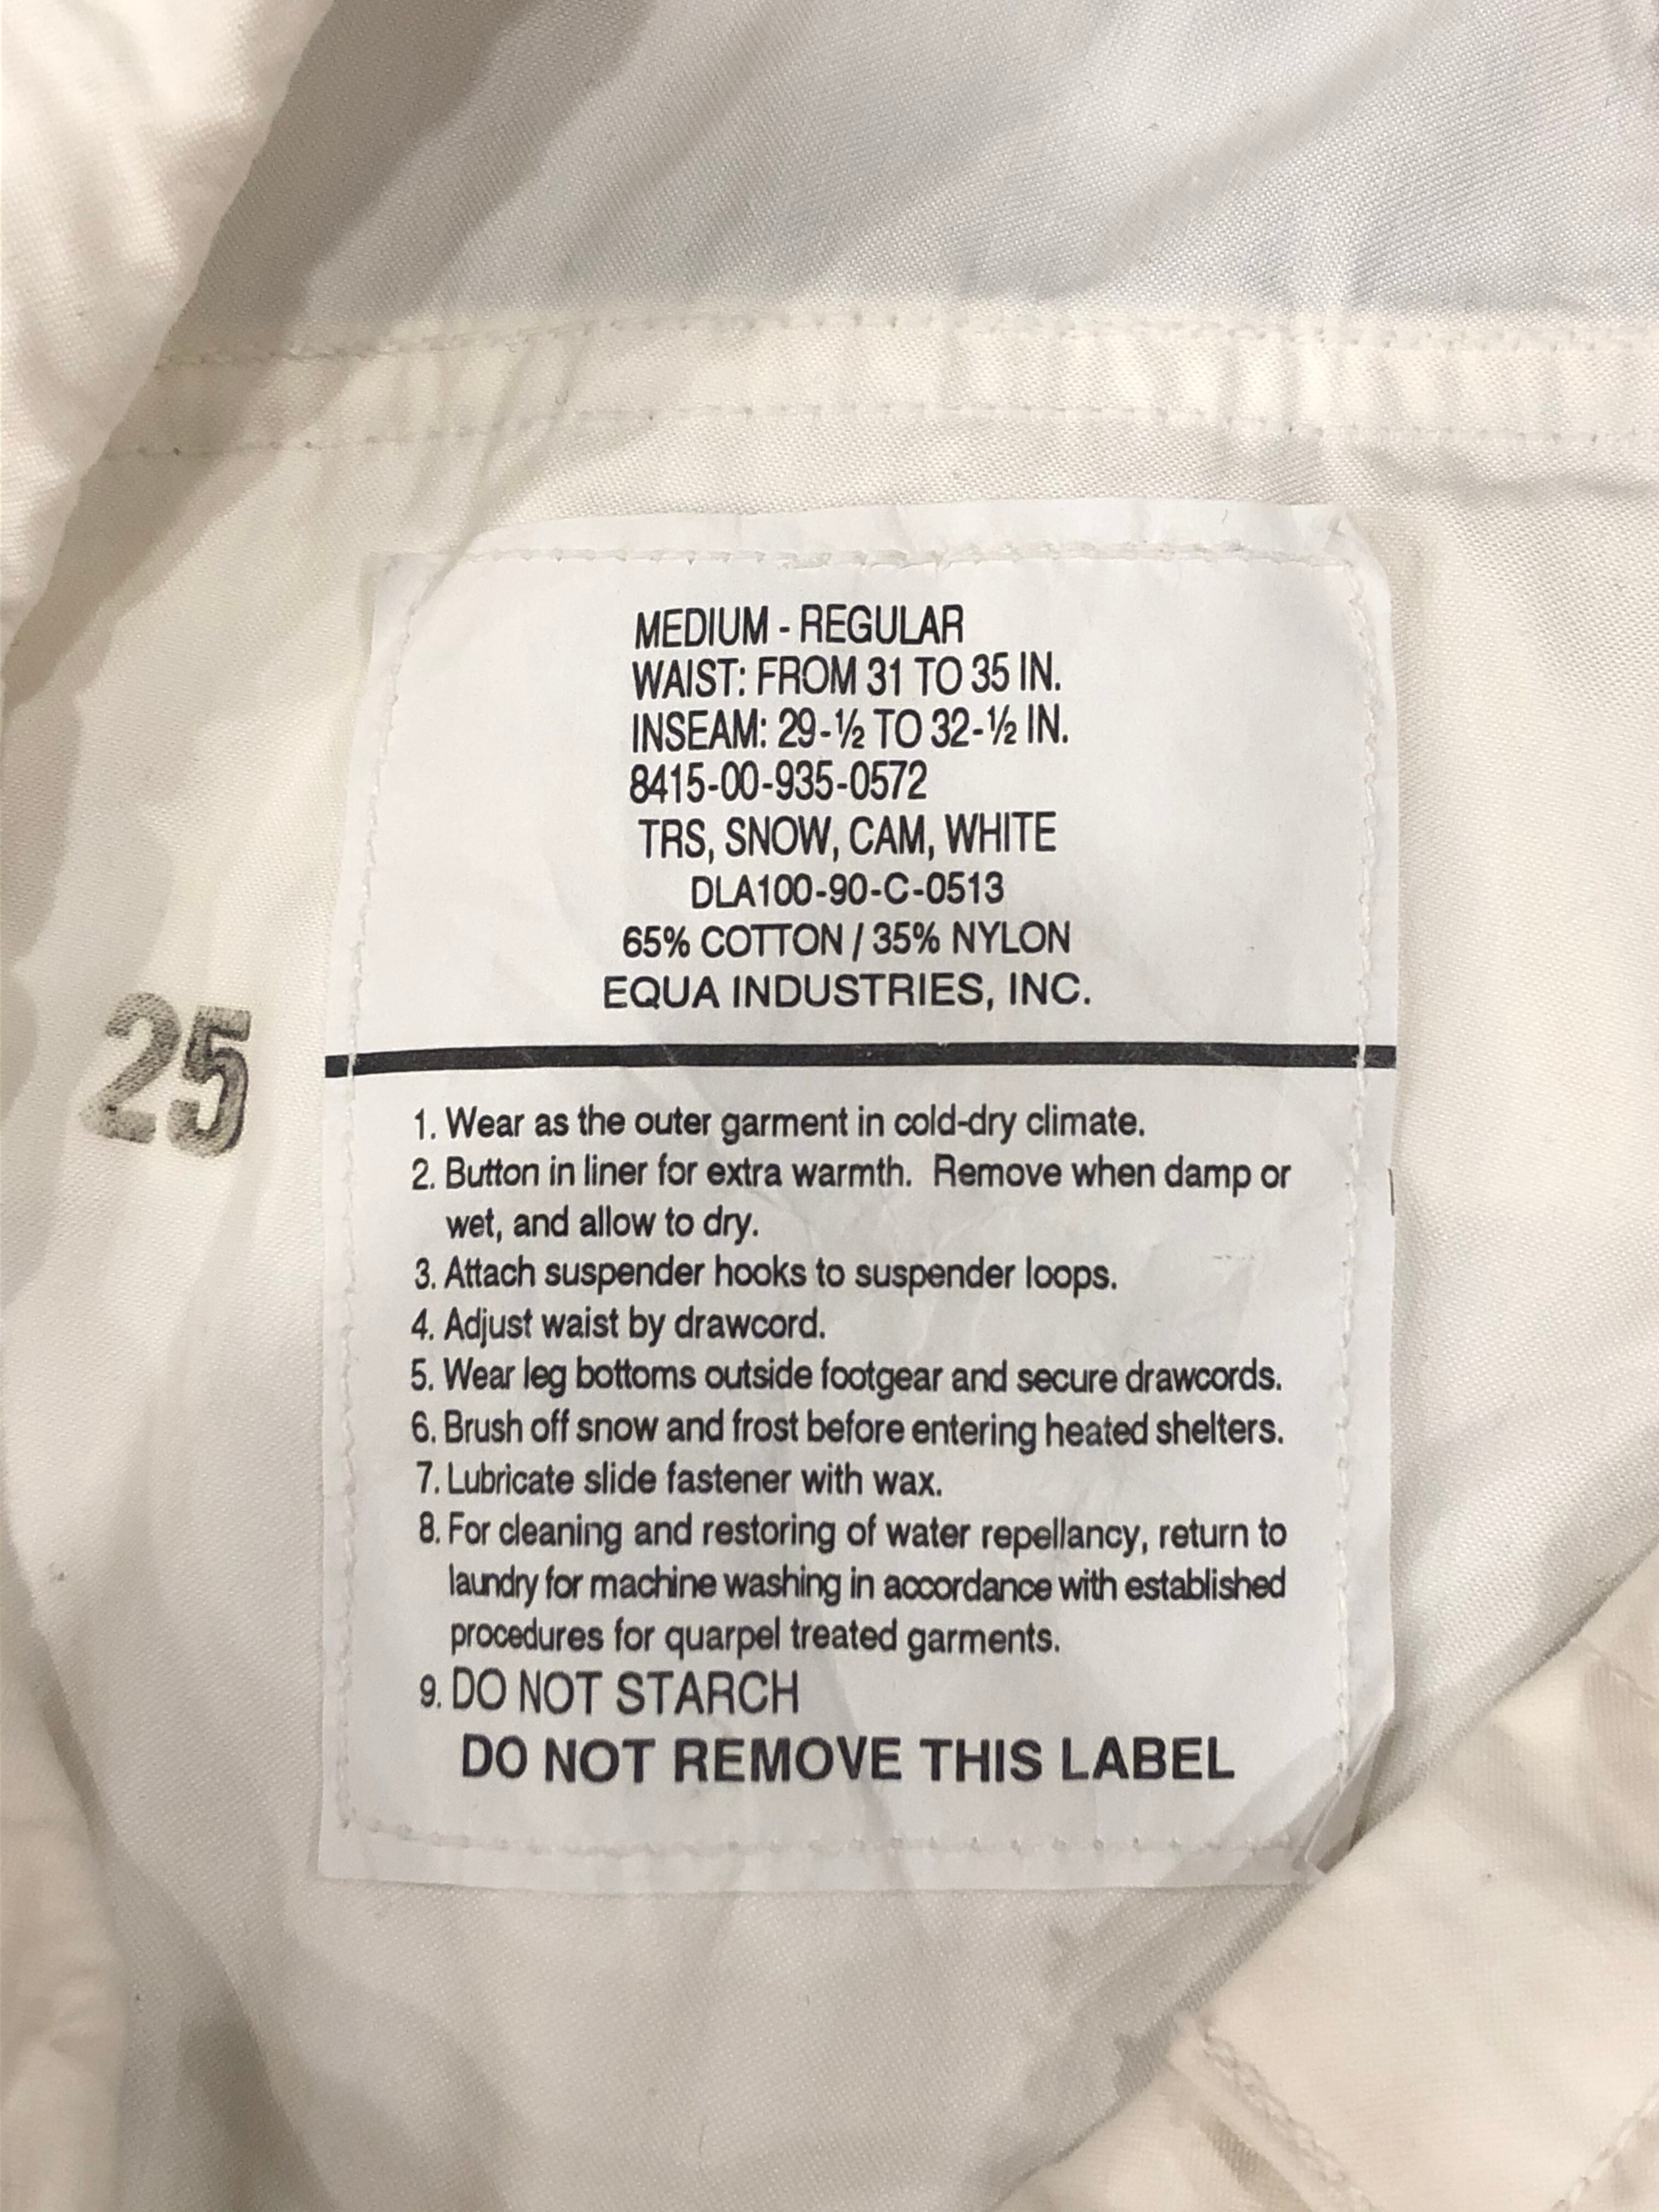 MEDIUM - REGULAR
WAIST: FROM 31 TO 35 IN.
INSEAM: 29-½ TO 32-½ IN.
8415-00-935-0572
TRS, SNOW, CAM, WHITE
DLA100-90-C-0513
65% COTTON / 35% NYLON
EQUA INDUSTRIES, INC.
25
1. Wear as the outer garment in cold-dry climate.
2. Button in liner for extra warmth. Remove when damp or
wet, and allow to dry.
3. Attach suspender hooks to suspender loops.
4. Adjust waist by drawcord.
5. Wear leg bottoms outside footgear and secure drawcords.
6. Brush off snow and frost before entering heated shelters.
7. Lubricate slide fastener with wax.
8. For cleaning and restoring of water repellancy, return to
laundry for machine washing in accordance with established
procedures for quarpel treated garments.
9. DO NOT STARCH
DO NOT REMOVE THIS LABEL